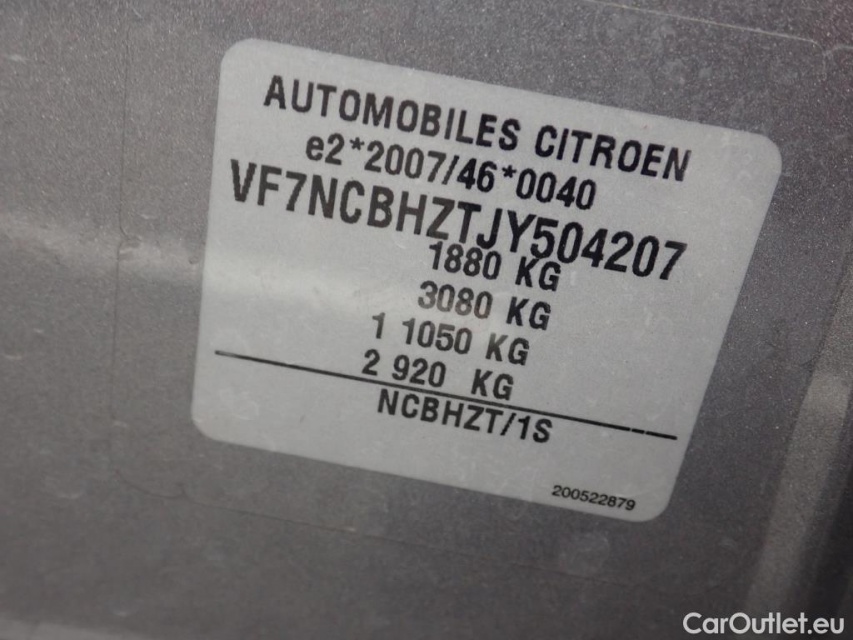 AUTOMOBILES CITROEN
e2*2007/46*0040
VF7NCBHZTJY504207
1880 KG
3080 KG
1 1050 KG
2 920 KG
NCBHZT/1S
200522879
CarOutlet.eu